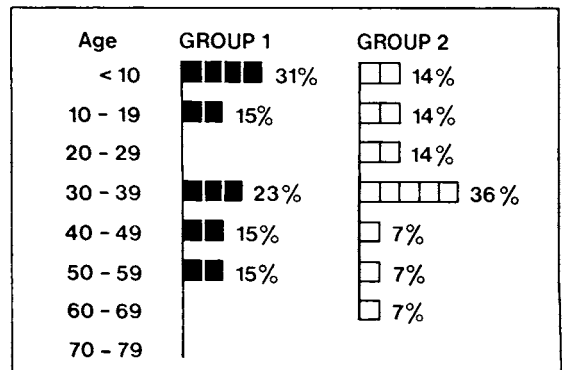 Age GROUP 1 GROUP 2
< 10 31% 14%
10 - 19 15% 14%
20 - 29 14%
30 - 39 23% 36%
40 - 49 15% 7%
50 - 59 15% 7%
60 - 69 7%
70 - 79